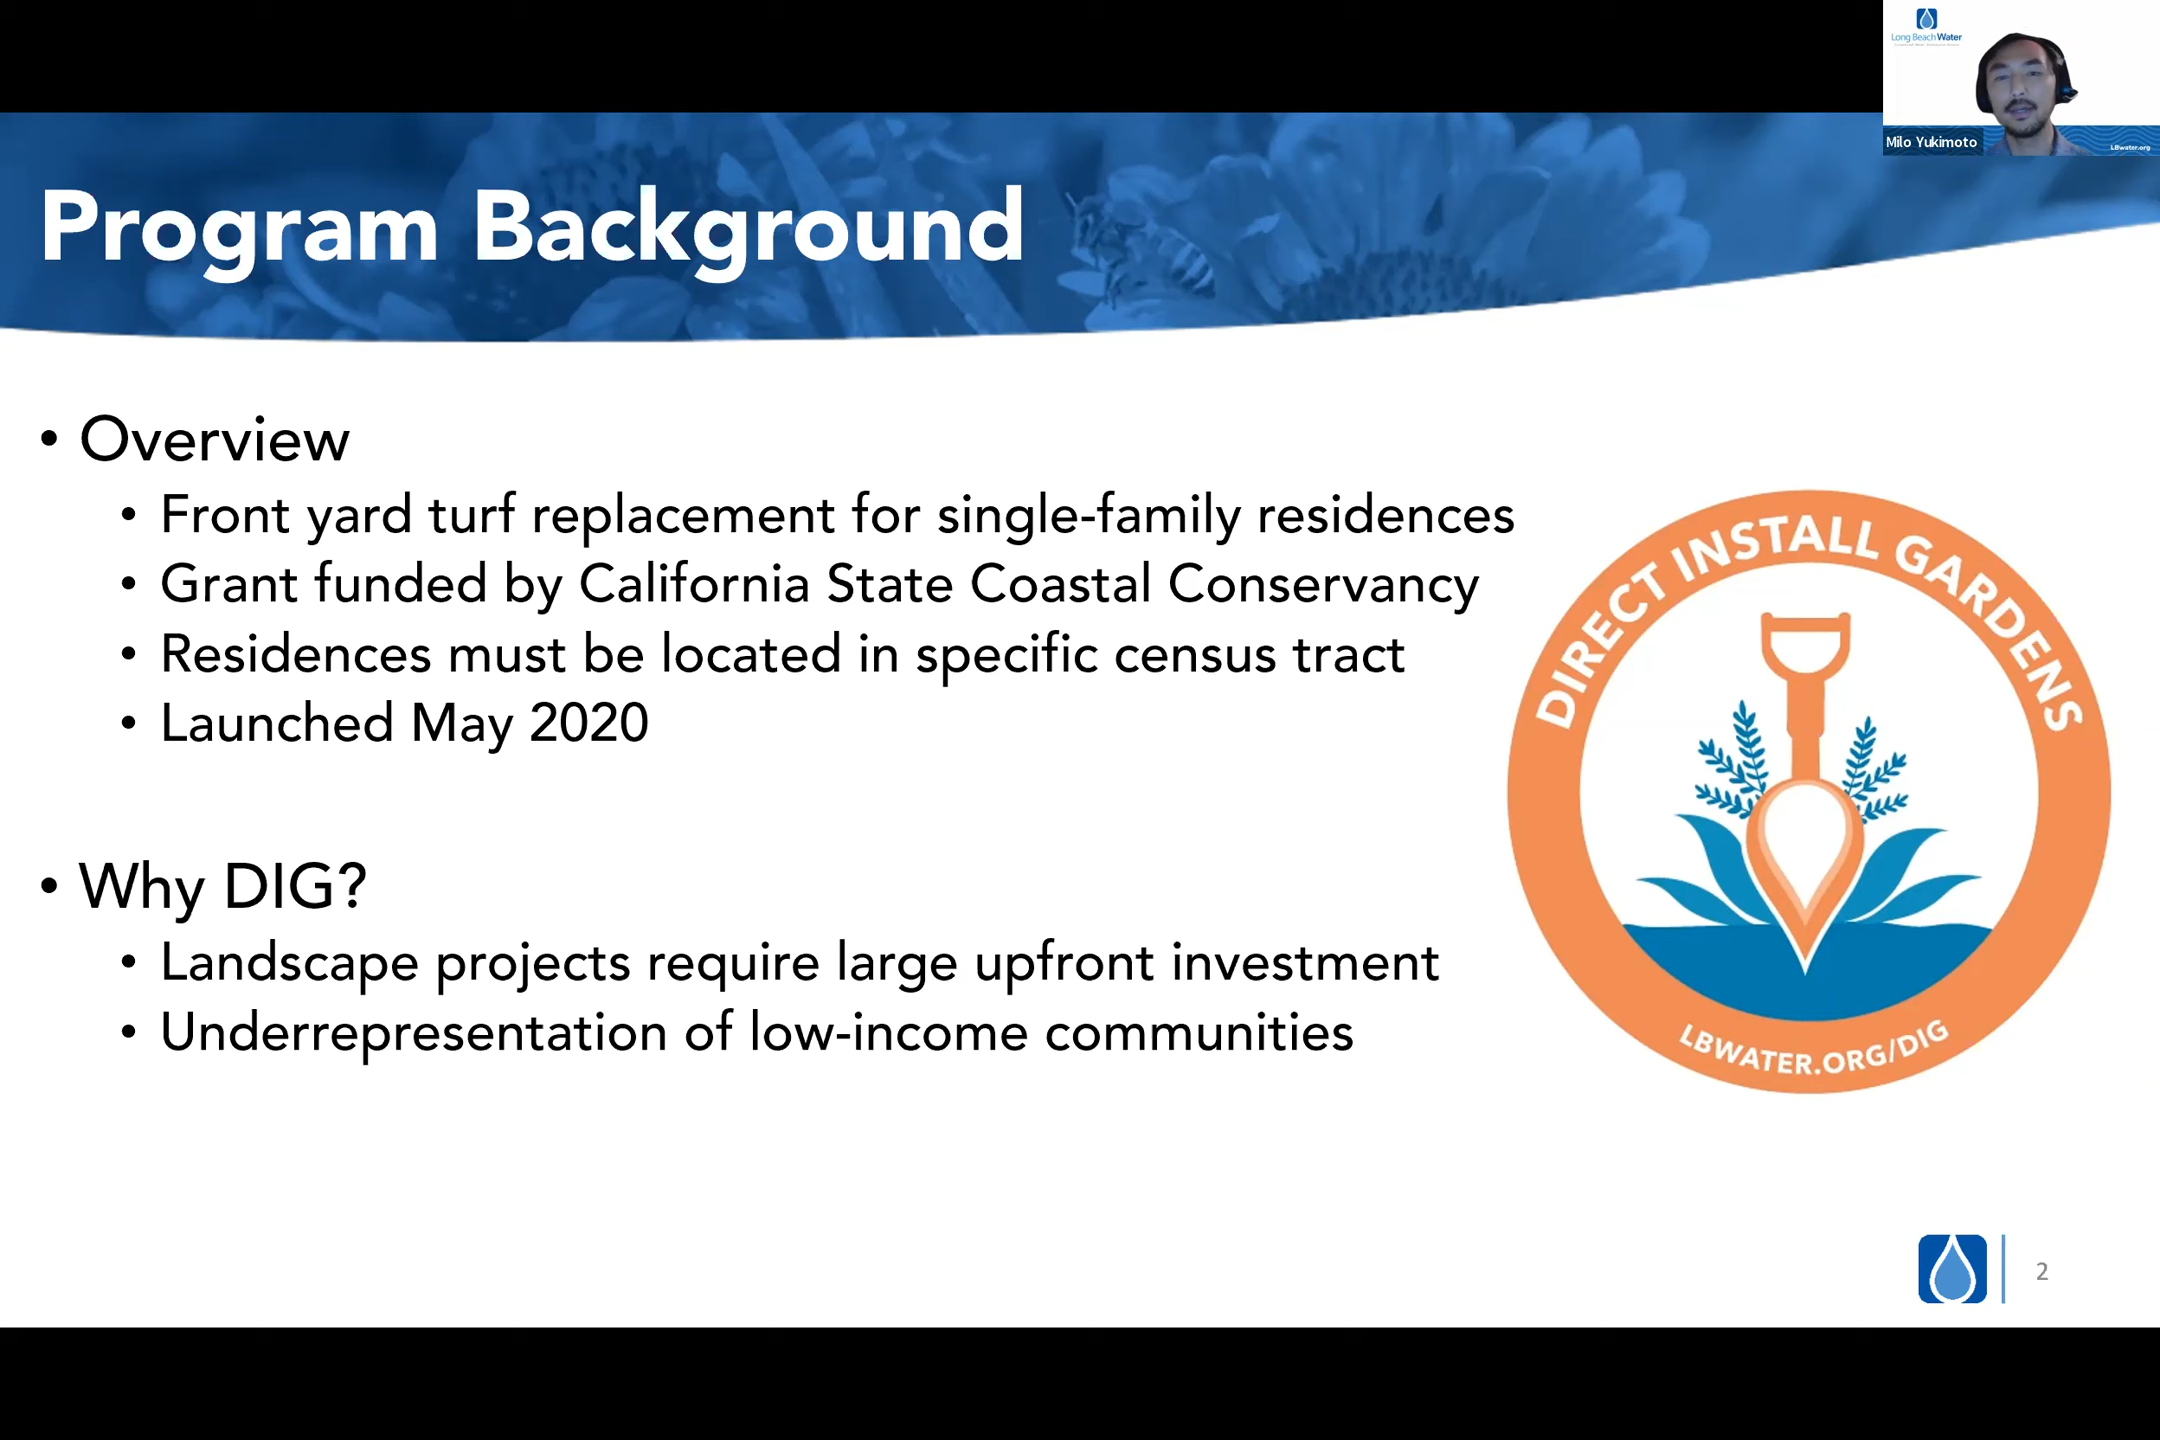 Long Beach Water
Milo Yukimoto
LBwater.org
Program Background
• Overview
• Front yard turf replacement for single-family residences
• Grant funded by California State Coastal Conservancy
• Residences must be located in specific census tract
• Launched May 2020
• Why DIG?
• Landscape projects require large upfront investment
• Underrepresentation of low-income communities
DIRECT INSTALL GARDENS
LBWATER.ORG/DIG
2